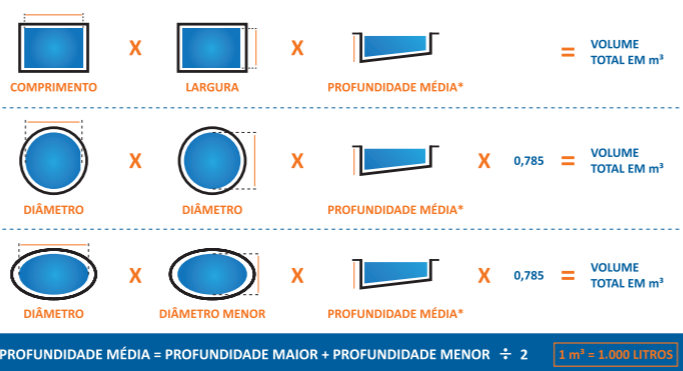 X X = VOLUME
TOTAL EM m³
COMPRIMENTO LARGURA PROFUNDIDADE MÉDIA*
X X X 0,785 = VOLUME
TOTAL EM m³
DIÂMETRO DIÂMETRO PROFUNDIDADE MÉDIA*
X X X 0,785 = VOLUME
TOTAL EM m³
DIÂMETRO DIÂMETRO MENOR PROFUNDIDADE MÉDIA*
PROFUNDIDADE MÉDIA = PROFUNDIDADE MAIOR + PROFUNDIDADE MENOR ÷ 2 1 m³ = 1.000 LITROS